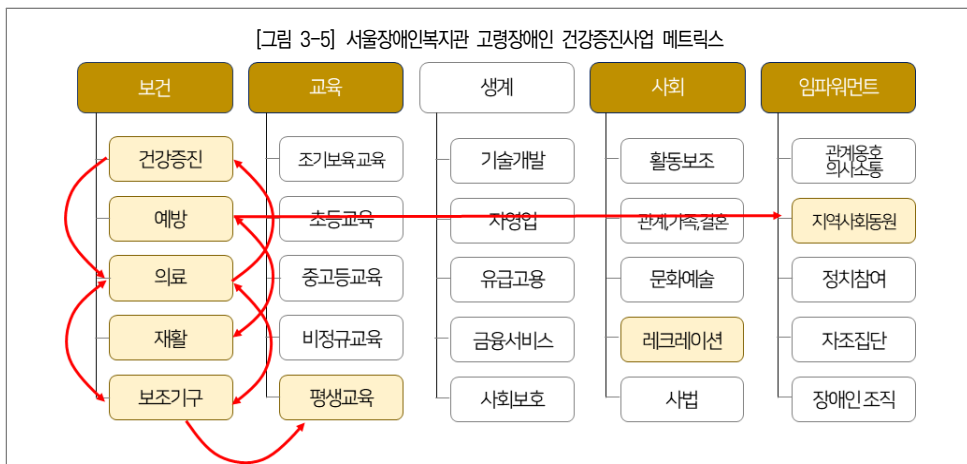 [그림 3-5] 서울장애인복지관 고령장애인 건강증진사업 메트릭스
보건
건강증진
예방
의료
재활
보조기구
교육
조기보육 교육
초등교육
중고등교육
비정규교육
평생교육
생계
기술개발
자영업
유급고용
금융서비스
사회보호
사회
활동보조
관계,가족,결혼
문화예술
레크레이션
사법
임파워먼트
관계옹호
의사소통
지역사회동원
정치참여
자조집단
장애인 조직